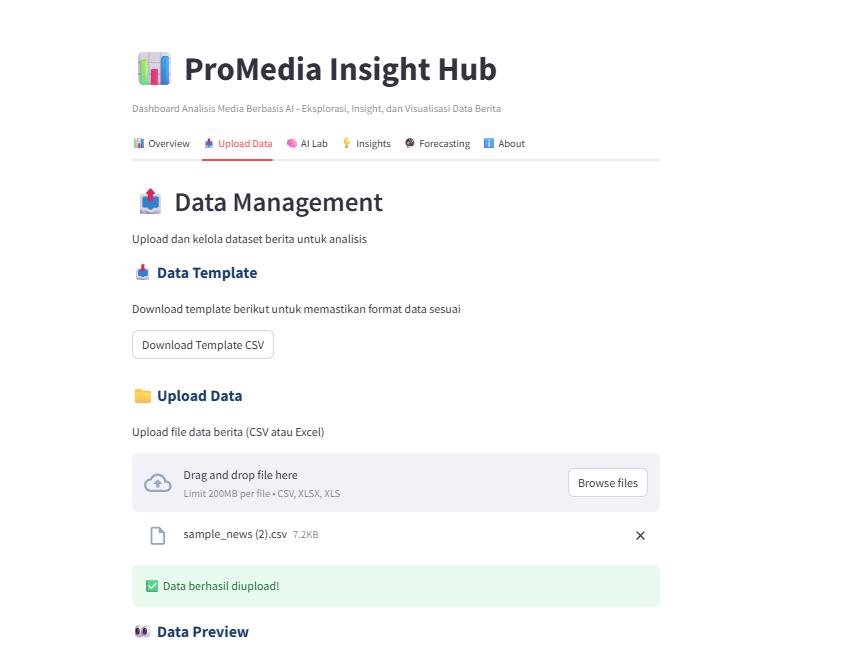 ProMedia Insight Hub
Dashboard Analisis Media Berbasis AI - Eksplorasi, Insight, dan Visualisasi Data Berita
Overview Upload Data AI Lab Insights Forecasting About
Data Management
Upload dan kelola dataset berita untuk analisis
Data Template
Download template berikut untuk memastikan format data sesuai
Download Template CSV
Upload Data
Upload file data berita (CSV atau Excel)
Drag and drop file here
Limit 200MB per file • CSV, XLSX, XLS
Browse files
sample_news (2).csv 7.2KB
Data berhasil diupload!
Data Preview